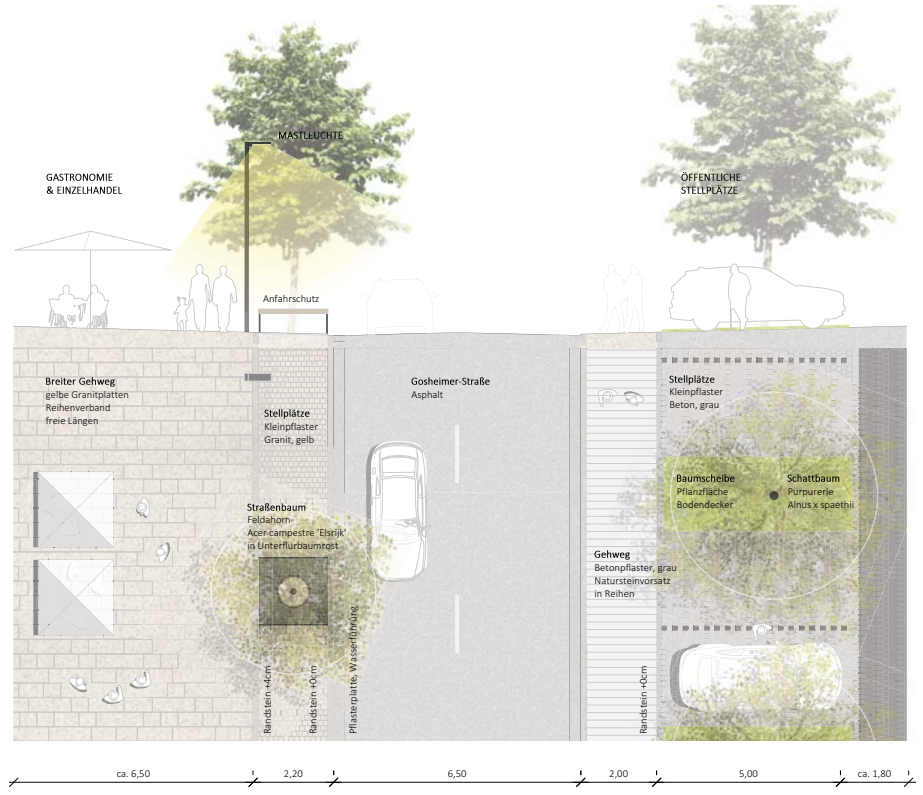 MASTLEUCHTE
GASTRONOMIE
& EINZELHANDEL
ÖFFENTLICHE
STELLPLÄTZE
Anfahrschutz
Breiter Gehweg
gelbe Granitplatten
Reihenverband
freie Längen
Stellplätze
Kleinpflaster
Granit, gelb
Gosheimer-Straße
Asphalt
Stellplätze
Kleinpflaster
Beton, grau
Baumscheibe
Pflanzfläche
Bodendecker
Schattbaum
Purpurerle
Alnus x spaethii
Straßenbaum
Feldahorn
Acer campestre 'Elsrijk'
in Unterflurbaumrost
Gehweg
Betonpflaster, grau
Natursteinvorsatz
in Reihen
Randstein +4cm
Randstein +0cm
Pflasterplatte, Wasserführung
Randstein +0cm
ca. 6,50
2,20
6,50
2,00
5,00
ca. 1,80